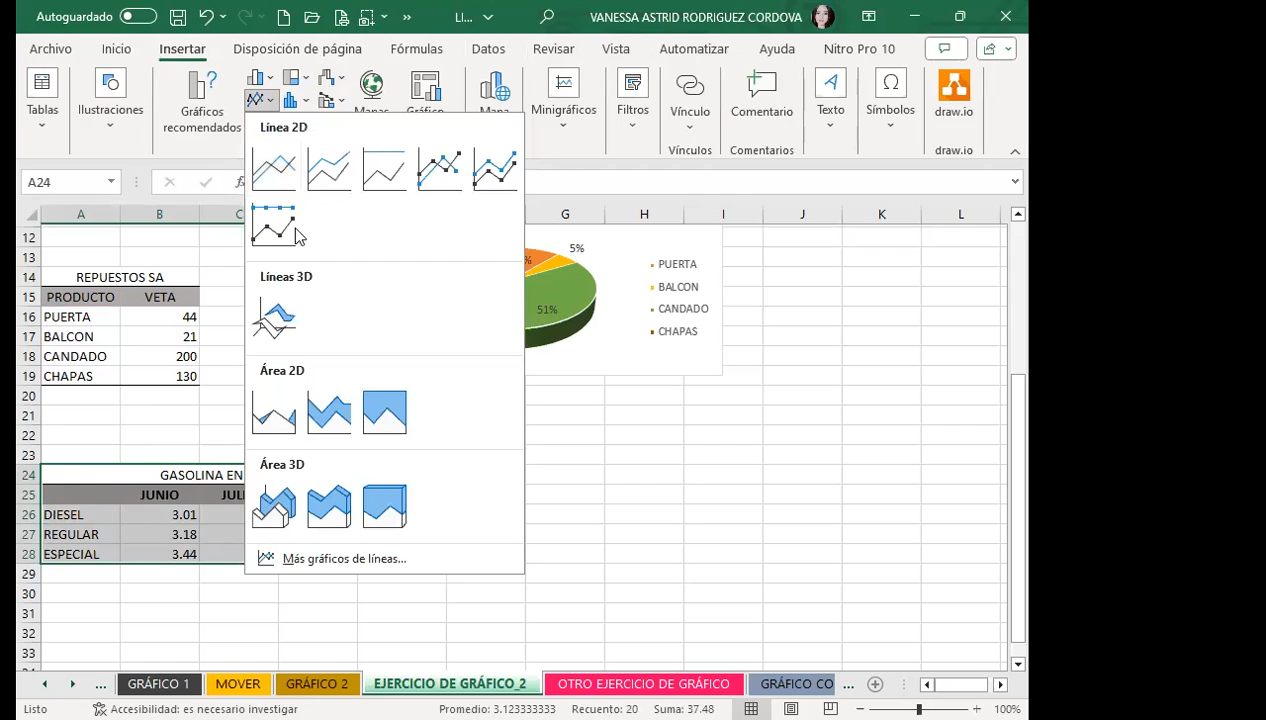 Autoguardado
»
LI...
VANESSA ASTRID RODRIGUEZ CORDOVA
Archivo Inicio Insertar Disposición de página Fórmulas Datos Revisar Vista Automatizar Ayuda Nitro Pro 10
Tablas
Ilustraciones
Gráficos
recomendados
Minigráficos
Filtros
Vínculo
Comentario
Texto
Símbolos
draw.io
Vínculos
Comentarios
draw.io
A24
A B C G H I J K L
Línea 2D
Líneas 3D
Área 2D
Área 3D
Más gráficos de líneas...
12
13
14 REPUESTOS SA
15 PRODUCTO VETA
16 PUERTA 44
17 BALCON 21
18 CANDADO 200
19 CHAPAS 130
20
21
22
23
24 GASOLINA EN
25 JUNIO
26 DIESEL 3.01
27 REGULAR 3.18
28 ESPECIAL 3.44
29
30
31
32
33
5%
51%
PUERTA
BALCON
CANDADO
CHAPAS
... GRÁFICO 1 MOVER GRÁFICO 2 EJERCICIO DE GRÁFICO_2 OTRO EJERCICIO DE GRÁFICO GRÁFICO CO ...
Listo Accesibilidad: es necesario investigar Promedio: 3.123333333 Recuento: 20 Suma: 37.48 100%